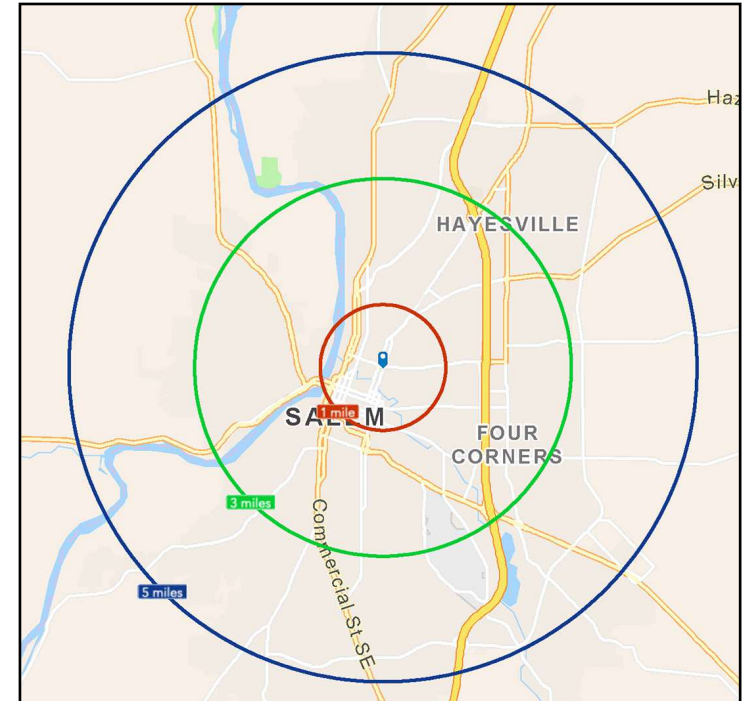 Haz
Silv
HAYESVILLE
1 mile
SALEM
FOUR
CORNERS
3 miles
Commercial St SE
5 miles